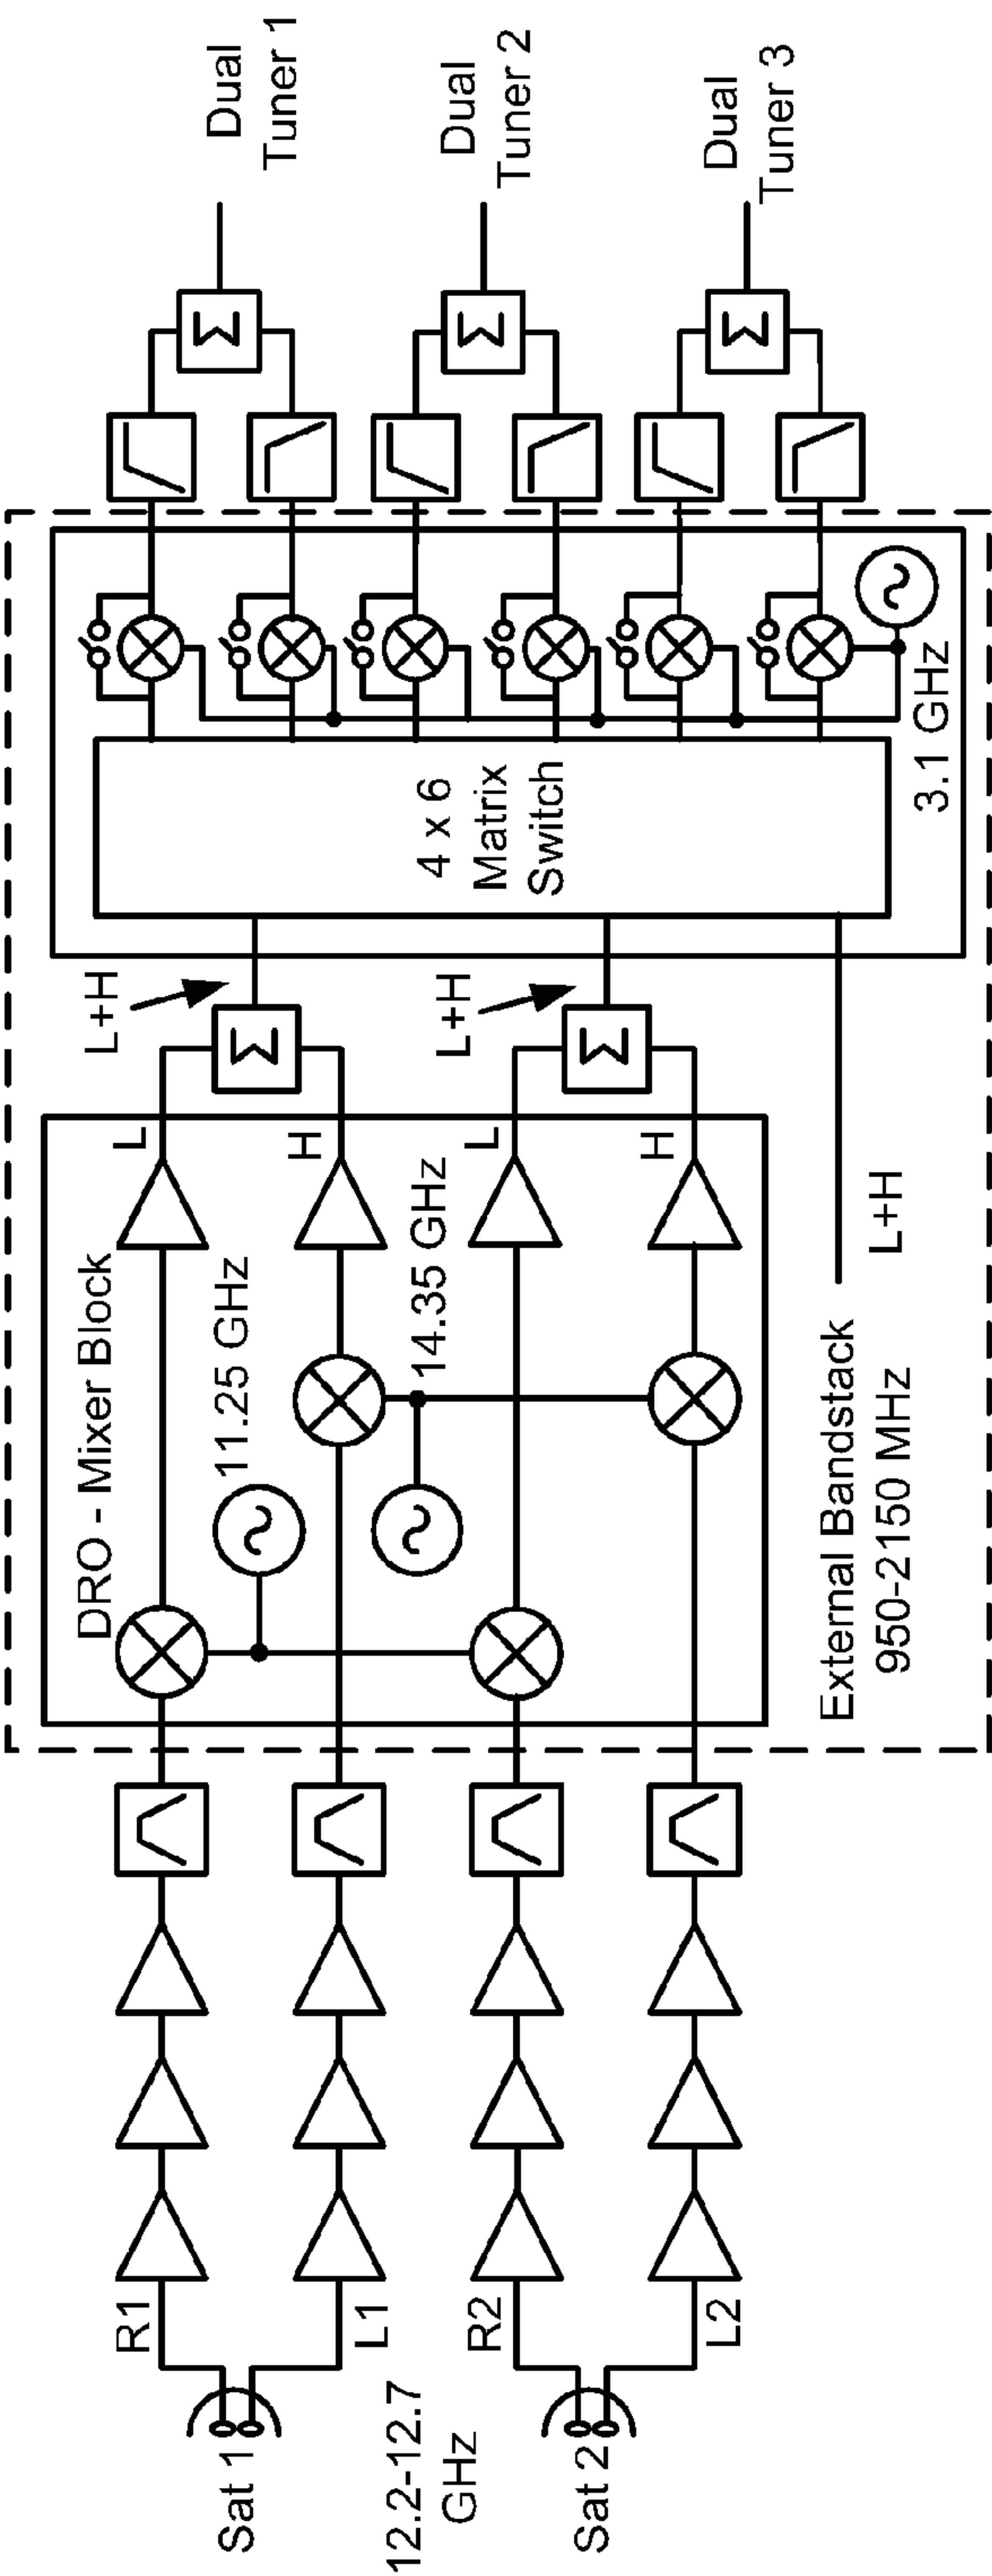 Sat 1
R1
L1
12.2-12.7
GHz
Sat 2
R2
L2
DRO - Mixer Block
11.25 GHz
14.35 GHz
L
H
L
H
L+H
L+H
External Bandstack
950-2150 MHz
L+H
4 x 6
Matrix
Switch
3.1 GHz
Σ
Σ
Σ
Σ
Σ
Dual
Tuner 1
Dual
Tuner 2
Dual
Tuner 3